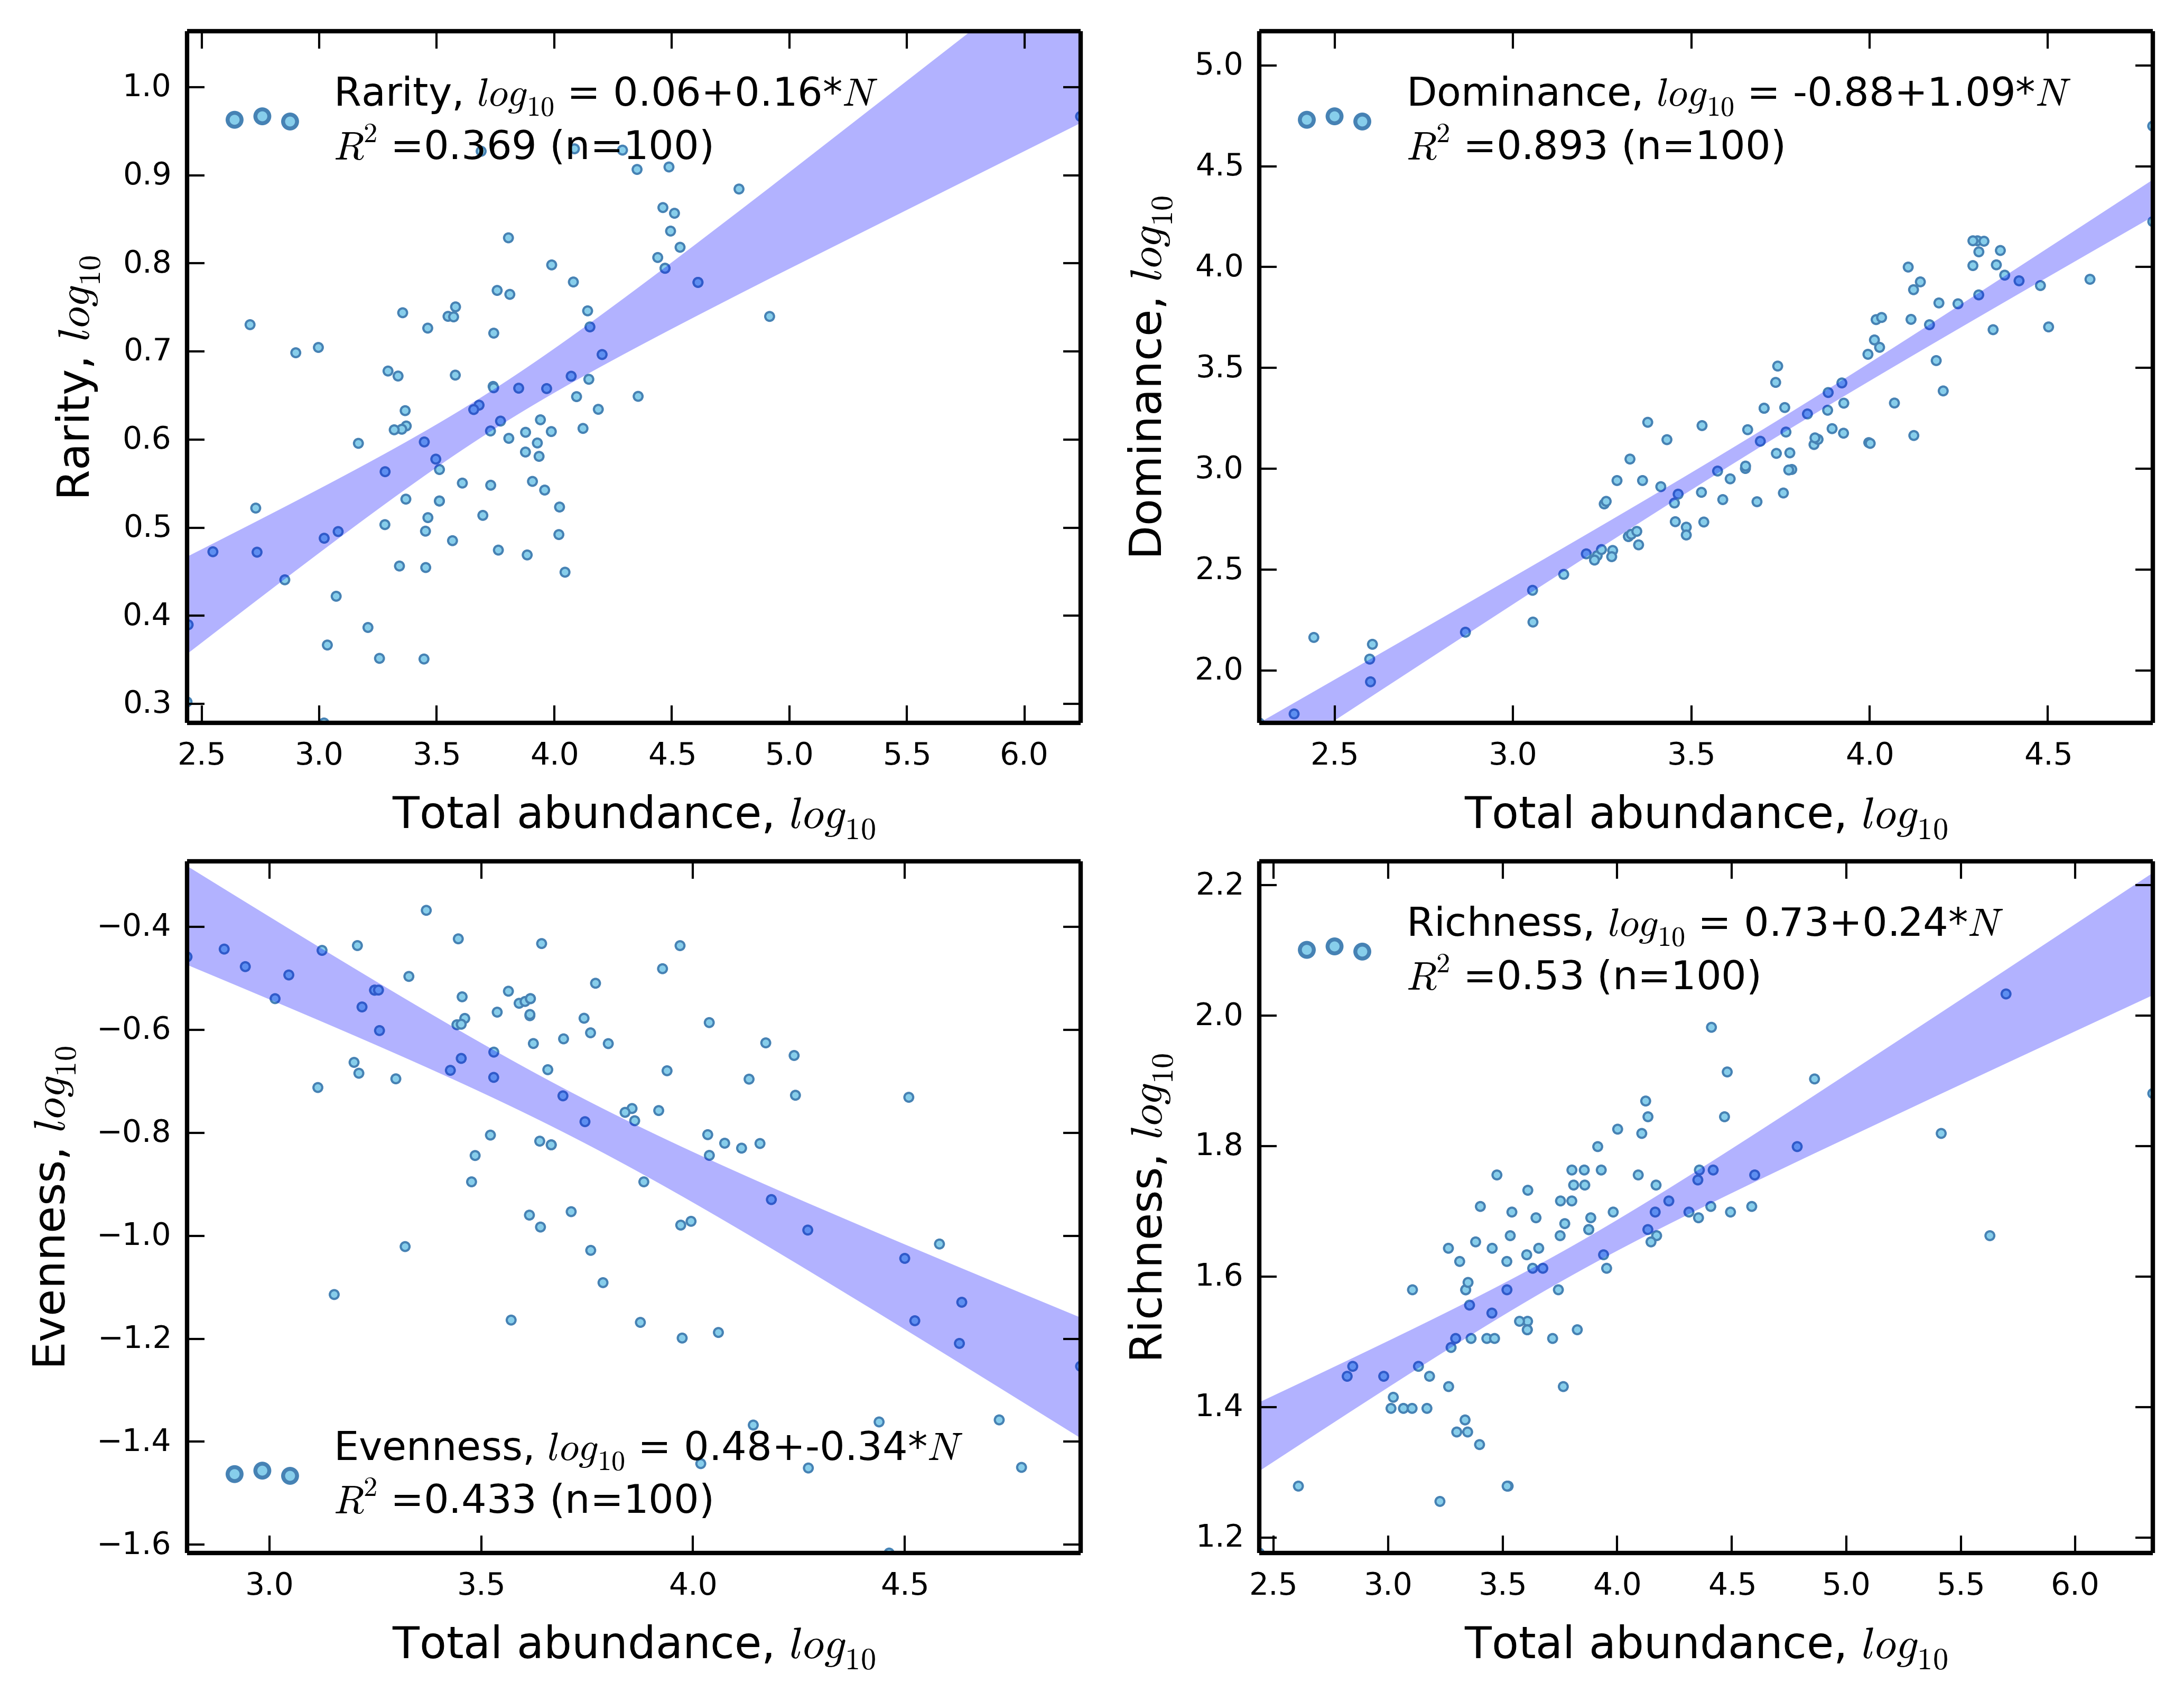 Rarity, log10 = 0.06+0.16*N
R2 =0.369 (n=100)
1.0
0.9
0.8
0.7
0.6
0.5
0.4
0.3
Rarity, log10
2.5 3.0 3.5 4.0 4.5 5.0 5.5 6.0
Total abundance, log10
Dominance, log10 = -0.88+1.09*N
R2 =0.893 (n=100)
5.0
4.5
4.0
3.5
3.0
2.5
2.0
Dominance, log10
2.5 3.0 3.5 4.0 4.5
Total abundance, log10
−0.4
−0.6
−0.8
−1.0
−1.2
−1.4
−1.6
Evenness, log10
Evenness, log10 = 0.48+-0.34*N
R2 =0.433 (n=100)
3.0 3.5 4.0 4.5
Total abundance, log10
Richness, log10 = 0.73+0.24*N
R2 =0.53 (n=100)
2.2
2.0
1.8
1.6
1.4
1.2
Richness, log10
2.5 3.0 3.5 4.0 4.5 5.0 5.5 6.0
Total abundance, log10